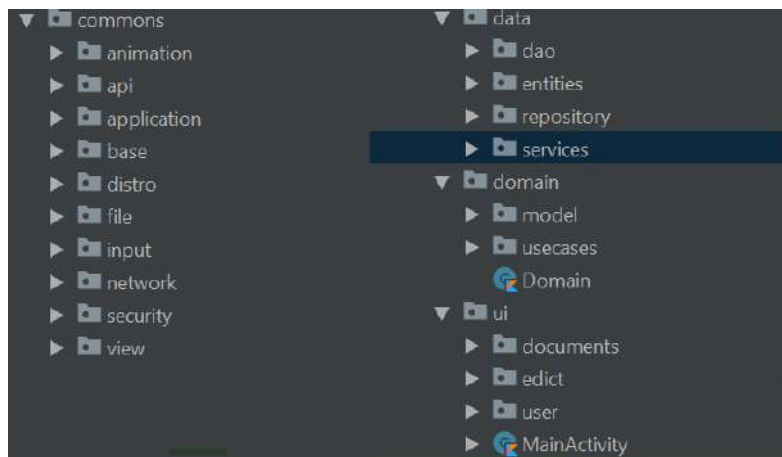 commons
animation
api
application
base
distro
file
input
network
security
view
data
dao
entities
repository
services
domain
model
usecases
Domain
ui
documents
edict
user
MainActivity